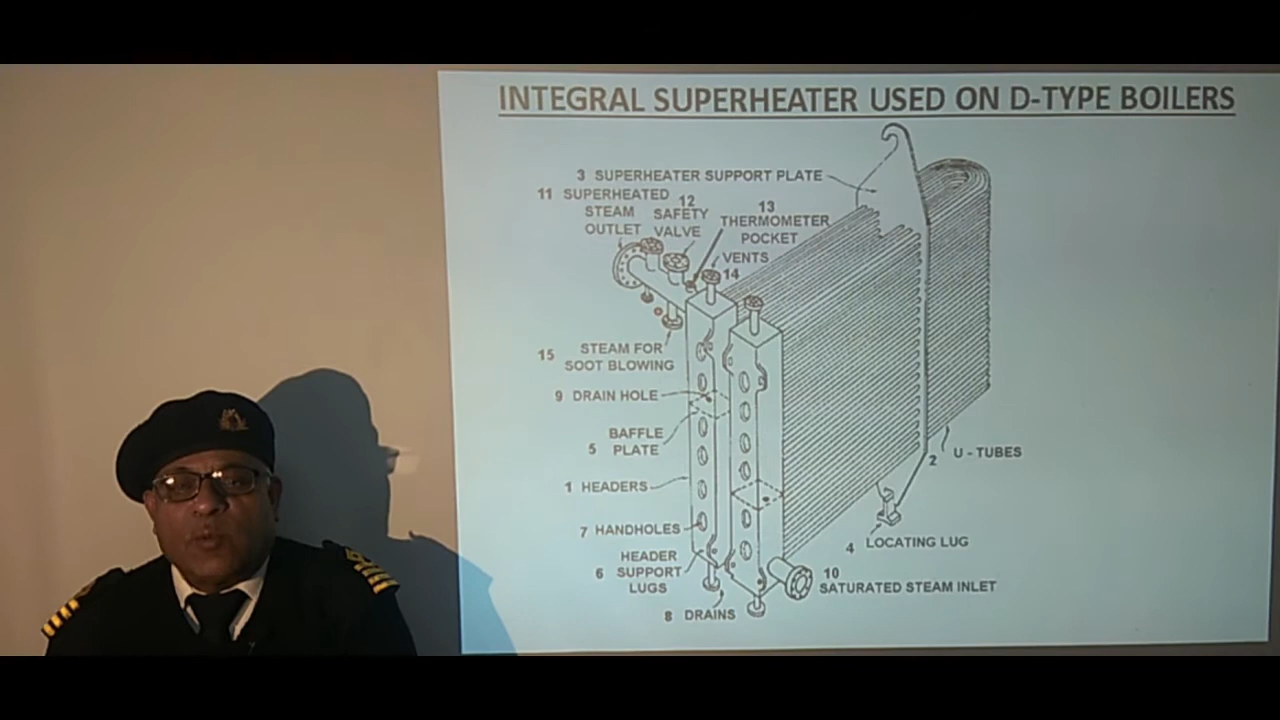 INTEGRAL SUPERHEATER USED ON D-TYPE BOILERS
3 SUPERHEATER SUPPORT PLATE
11 SUPERHEATED
STEAM
OUTLET
12
SAFETY
VALVE
13
THERMOMETER
POCKET
VENTS
14
15 STEAM FOR
SOOT BLOWING
9 DRAIN HOLE
5 BAFFLE
PLATE
1 HEADERS
7 HANDHOLES
HEADER
6 SUPPORT
LUGS
8 DRAINS
2 U - TUBES
4 LOCATING LUG
10
SATURATED STEAM INLET